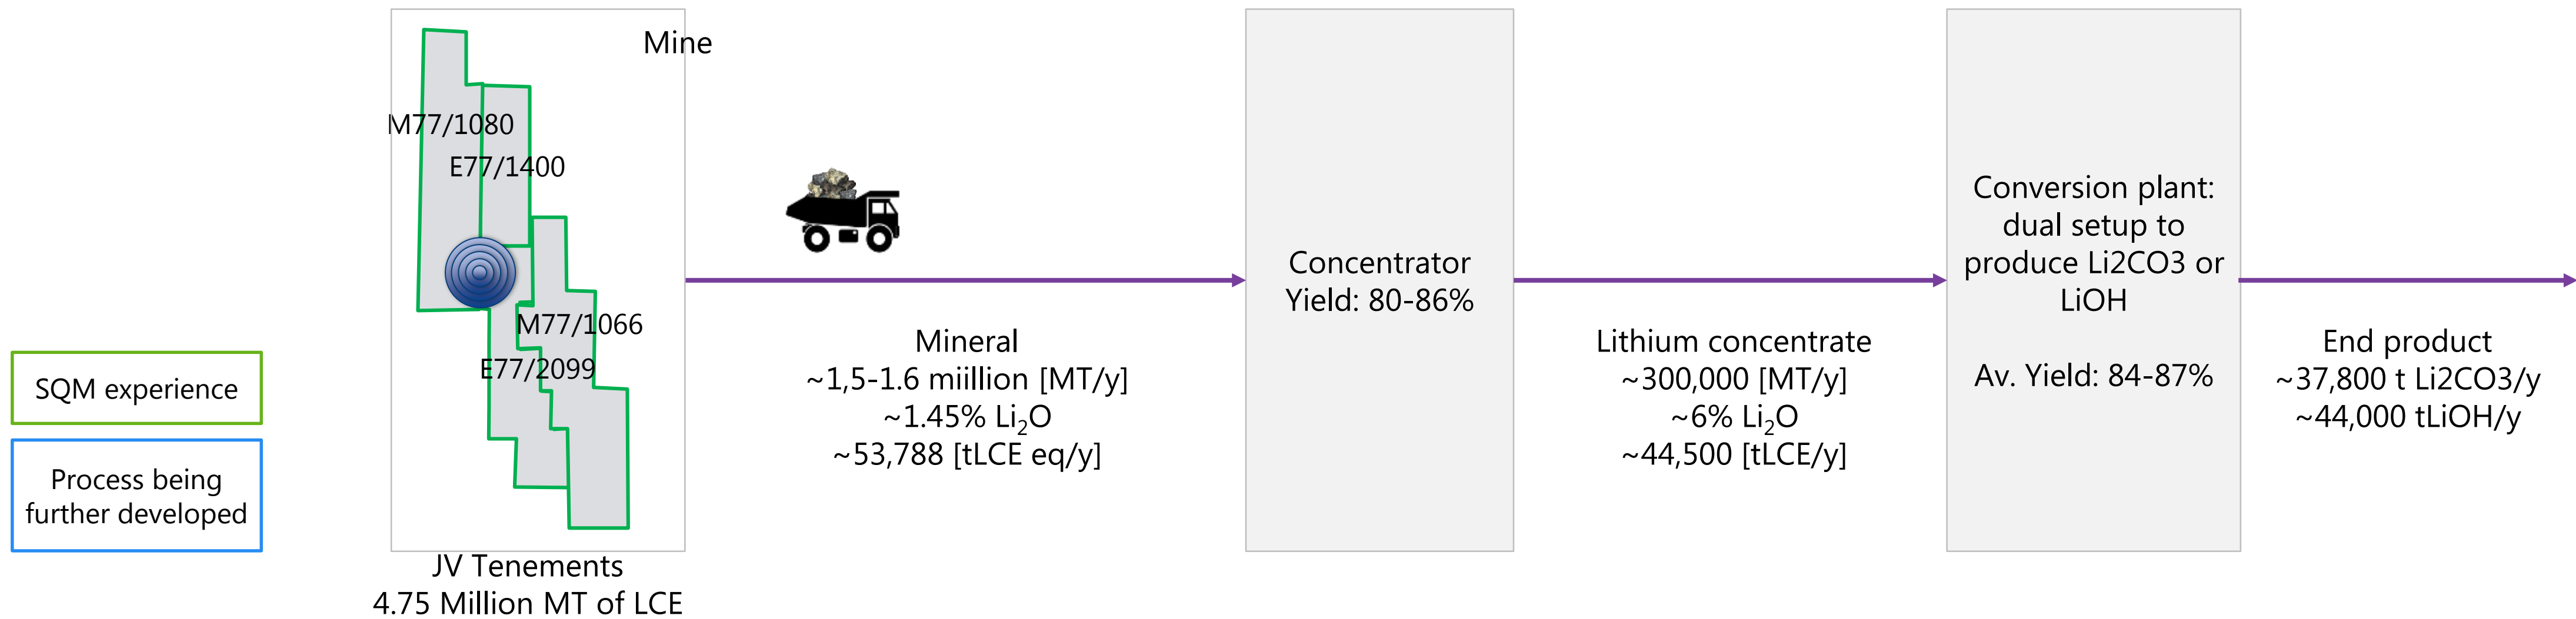 SQM experience
Process being
further developed
Mine
M77/1080
E77/1400
M77/1066
E77/2099
JV Tenements
4.75 Million MT of LCE
Mineral
~1,5-1.6 miillion [MT/y]
~1.45% Li₂O
~53,788 [tLCE eq/y]
Concentrator
Yield: 80-86%
Lithium concentrate
~300,000 [MT/y]
~6% Li₂O
~44,500 [tLCE/y]
Conversion plant:
dual setup to
produce Li2CO3 or
LiOH
Av. Yield: 84-87%
End product
~37,800 t Li2CO3/y
~44,000 tLiOH/y